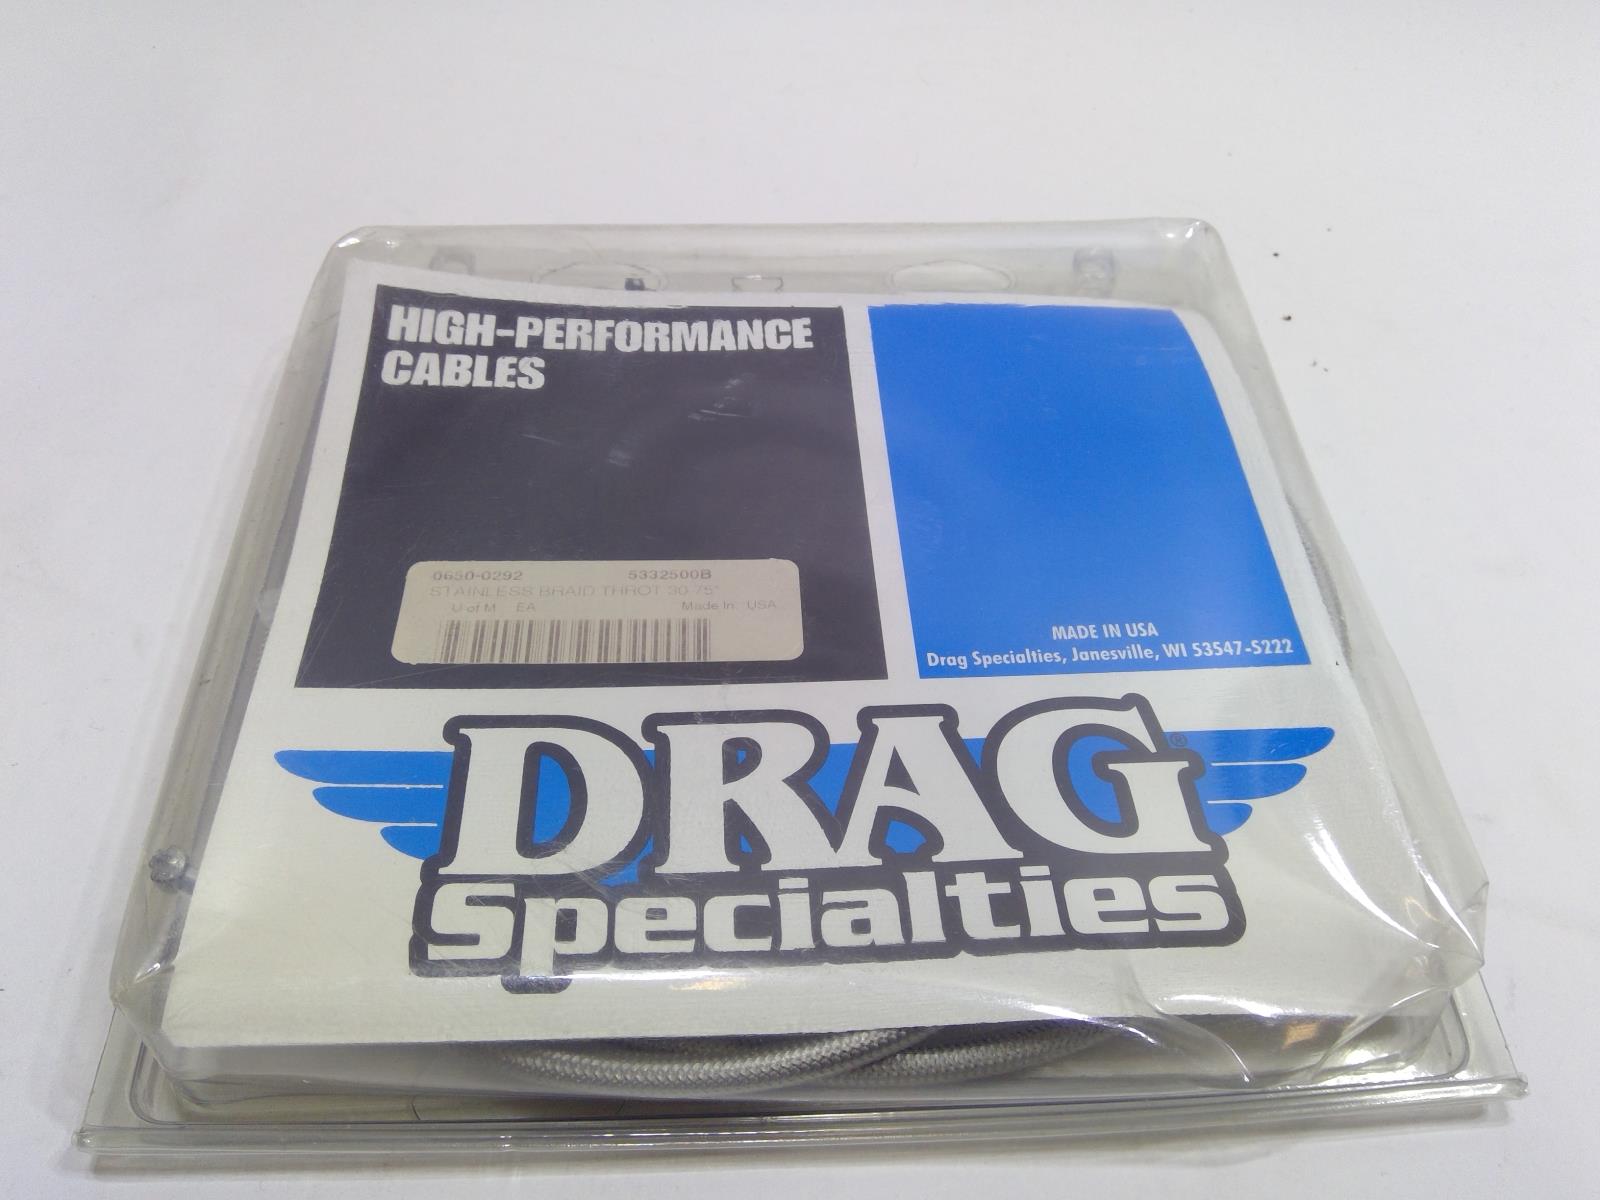 HIGH-PERFORMANCE
CABLES
0650-0292 5332500B
STAINLESS BRAID THROT 30.75"
U of M EA Made In: USA
MADE IN USA
Drag Specialties, Janesville, WI 53547-5222
DRAG®
Specialties